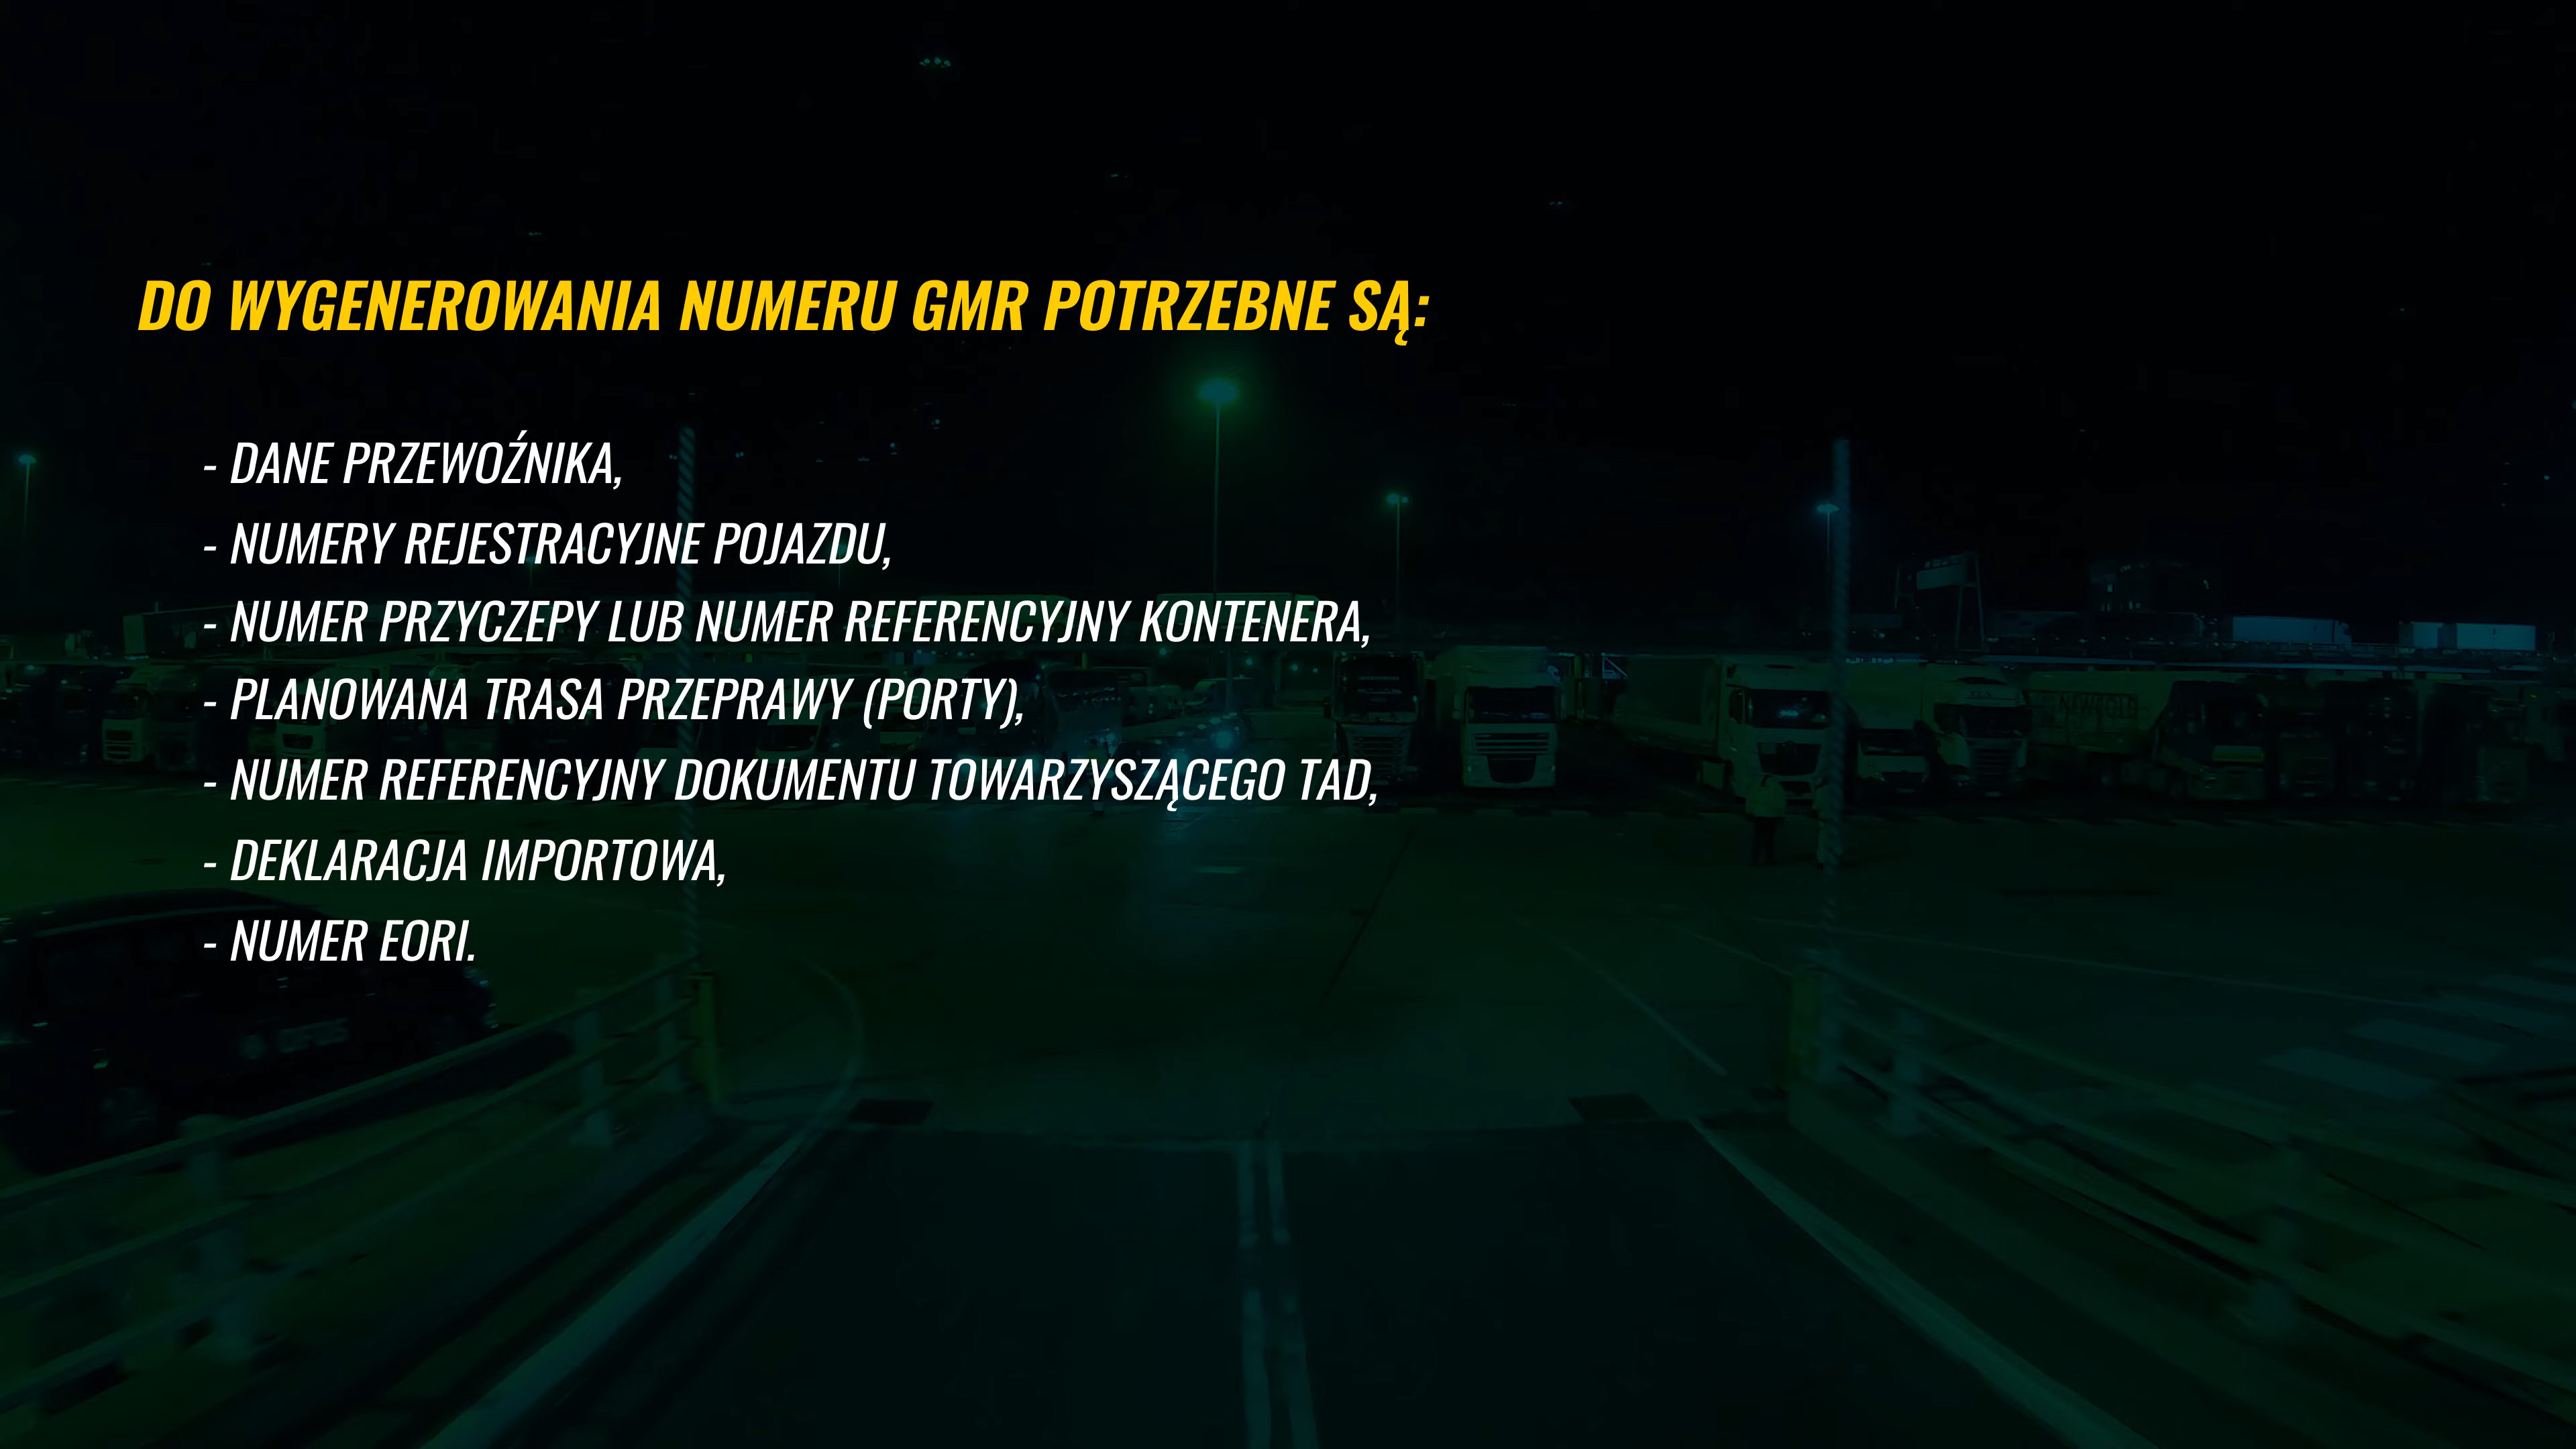 DO WYGENEROWANIA NUMERU GMR POTRZEBNE SĄ:
- DANE PRZEWOŹNIKA,
- NUMERY REJESTRACYJNE POJAZDU,
- NUMER PRZYCZEPY LUB NUMER REFERENCYJNY KONTENERA,
- PLANOWANA TRASA PRZEPRAWY (PORTY),
- NUMER REFERENCYJNY DOKUMENTU TOWARZYSZĄCEGO TAD,
- DEKLARACJA IMPORTOWA,
- NUMER EORI.